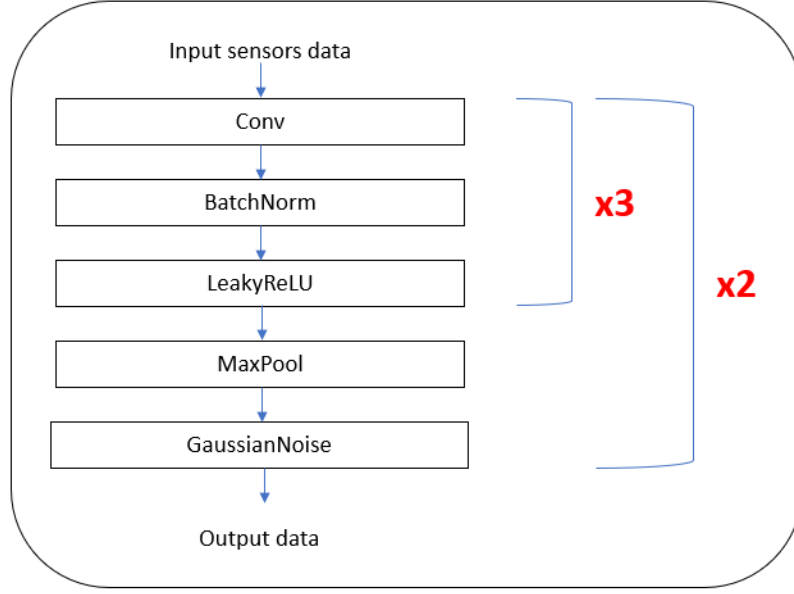 Input sensors data
Conv
BatchNorm
x3
LeakyReLU
x2
MaxPool
GaussianNoise
Output data